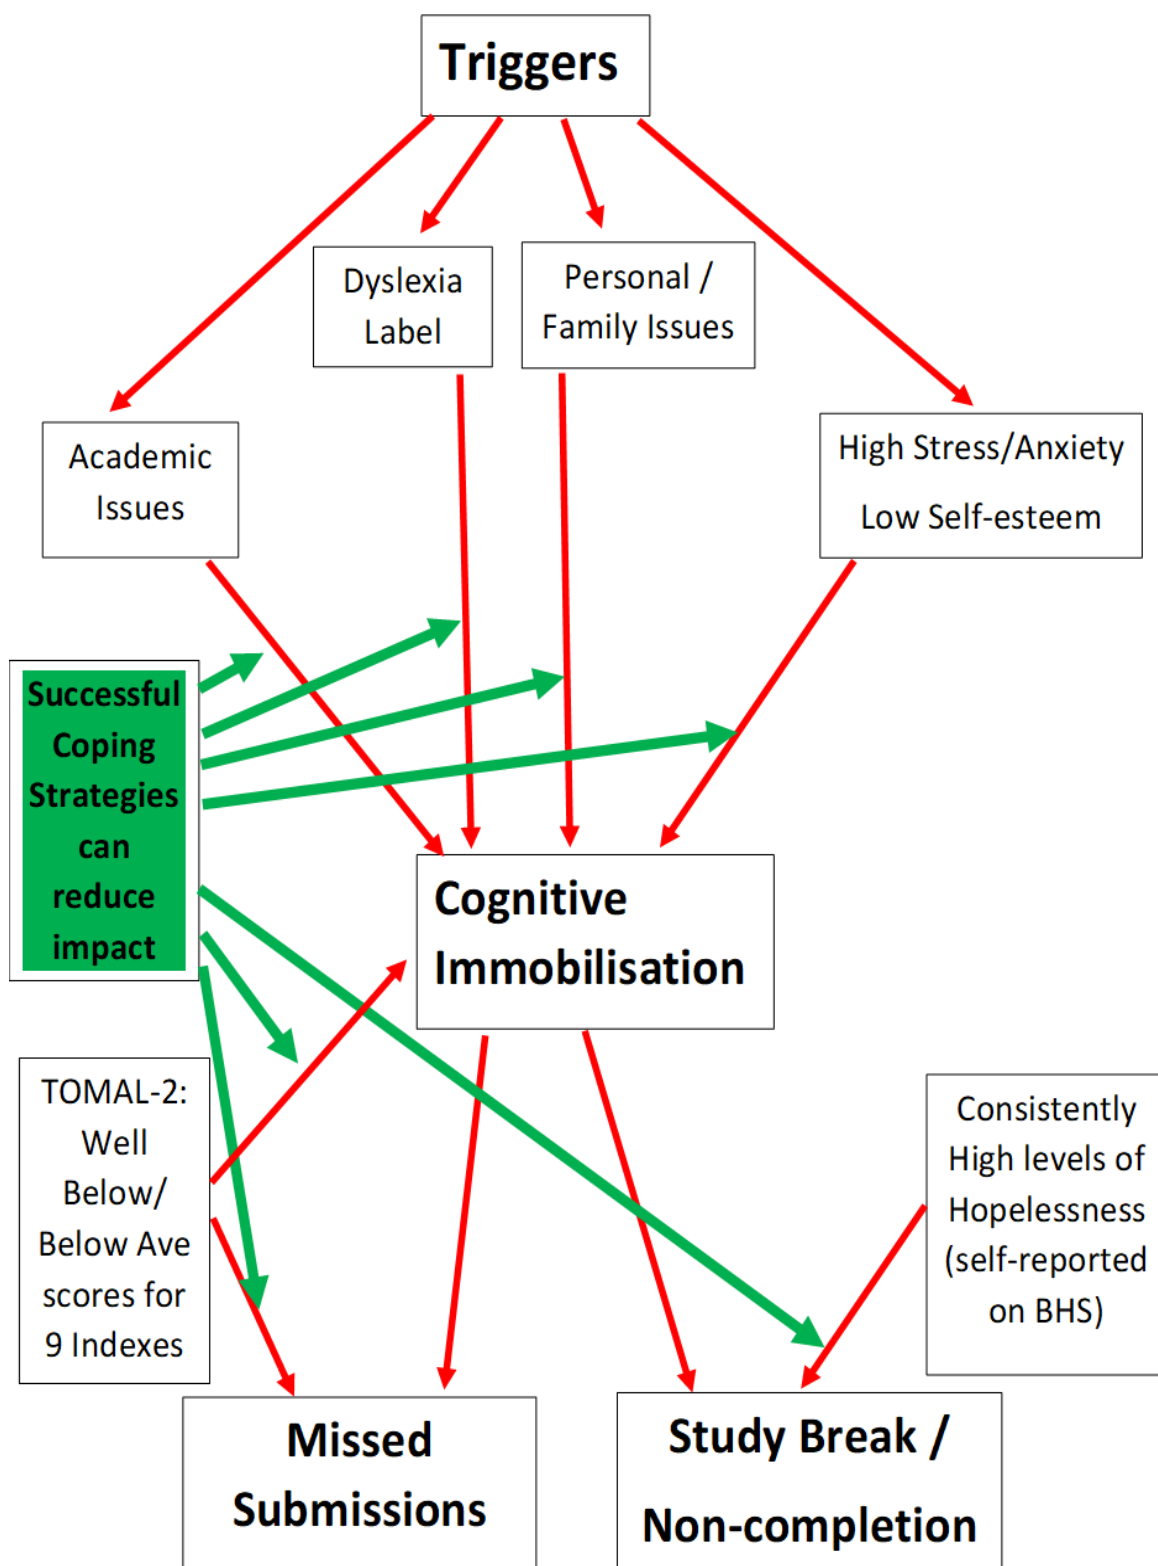 Triggers
Dyslexia
Label
Personal /
Family Issues
Academic
Issues
High Stress/Anxiety
Low Self-esteem
Successful
Coping
Strategies
can
reduce
impact
Cognitive
Immobilisation
TOMAL-2:
Well
Below/
Below Ave
scores for
9 Indexes
Consistently
High levels of
Hopelessness
(self-reported
on BHS)
Missed
Submissions
Study Break /
Non-completion